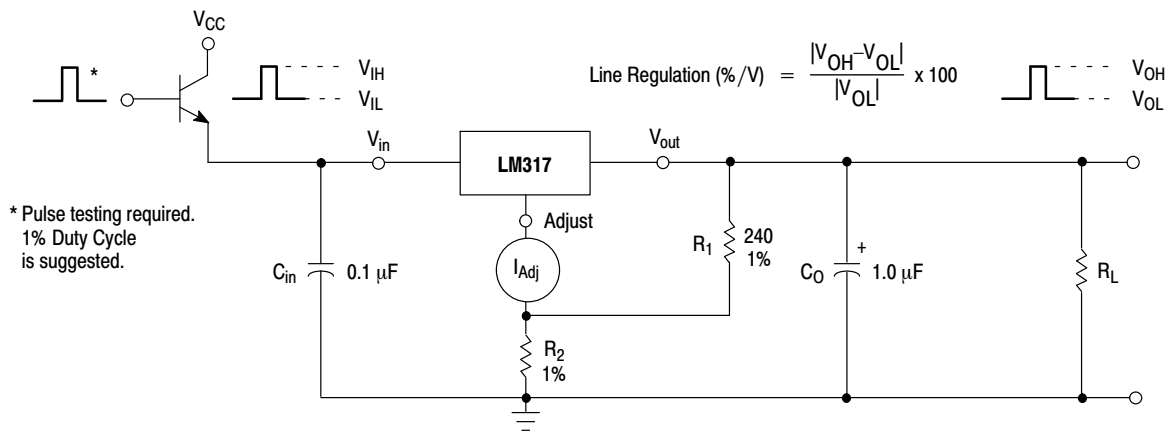 V_CC
*
V_IH
V_IL
Line Regulation (%/V) = |V_OH–V_OL| / |V_OL| x 100
V_OH
V_OL
V_in
LM317
V_out
* Pulse testing required.
1% Duty Cycle
is suggested.
Adjust
I_Adj
C_in
0.1 µF
R_1
240
1%
C_O
+
1.0 µF
R_L
R_2
1%